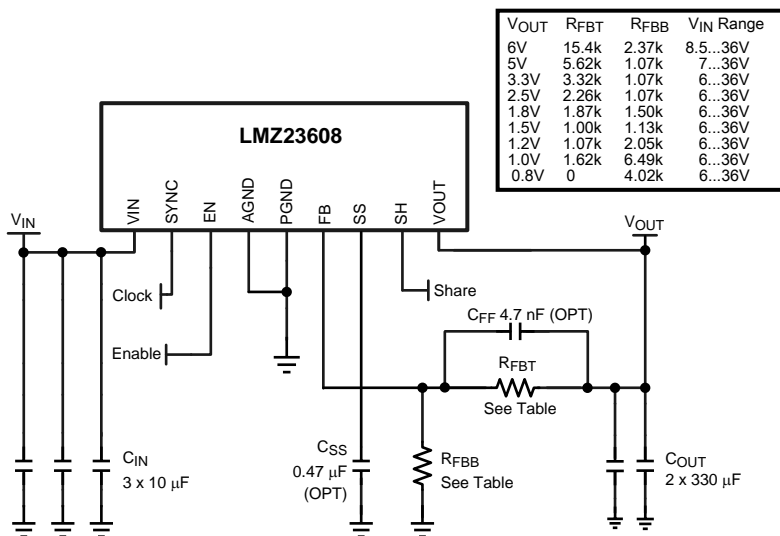 VOUT RFBT RFBB VIN Range
6V 15.4k 2.37k 8.5...36V
5V 5.62k 1.07k 7...36V
3.3V 3.32k 1.07k 6...36V
2.5V 2.26k 1.07k 6...36V
1.8V 1.87k 1.50k 6...36V
1.5V 1.00k 1.13k 6...36V
1.2V 1.07k 2.05k 6...36V
1.0V 1.62k 6.49k 6...36V
0.8V 0 4.02k 6...36V
LMZ23608
VIN
SYNC
EN
AGND
PGND
FB
SS
SH
VOUT
VIN
VOUT
Clock
Share
Enable
CFF 4.7 nF (OPT)
RFBT
See Table
CIN
3 x 10 μF
CSS
0.47 μF
(OPT)
RFBB
See Table
COUT
2 x 330 μF